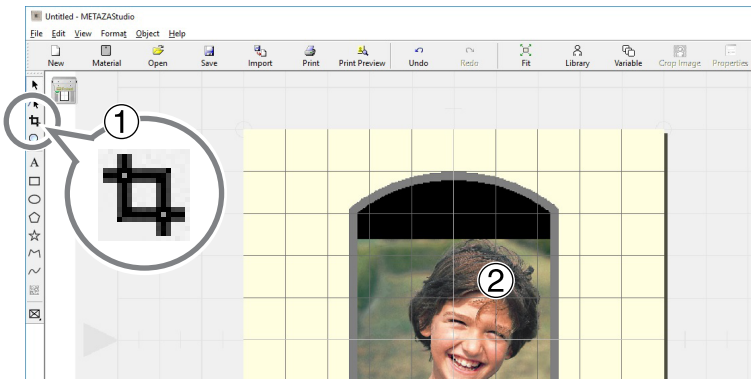 Untitled - METAZAStudio
File Edit View Format Object Help
New Material Open Save Import Print Print Preview Undo Redo Fit Library Variable Crop Image Properties
①
A
②